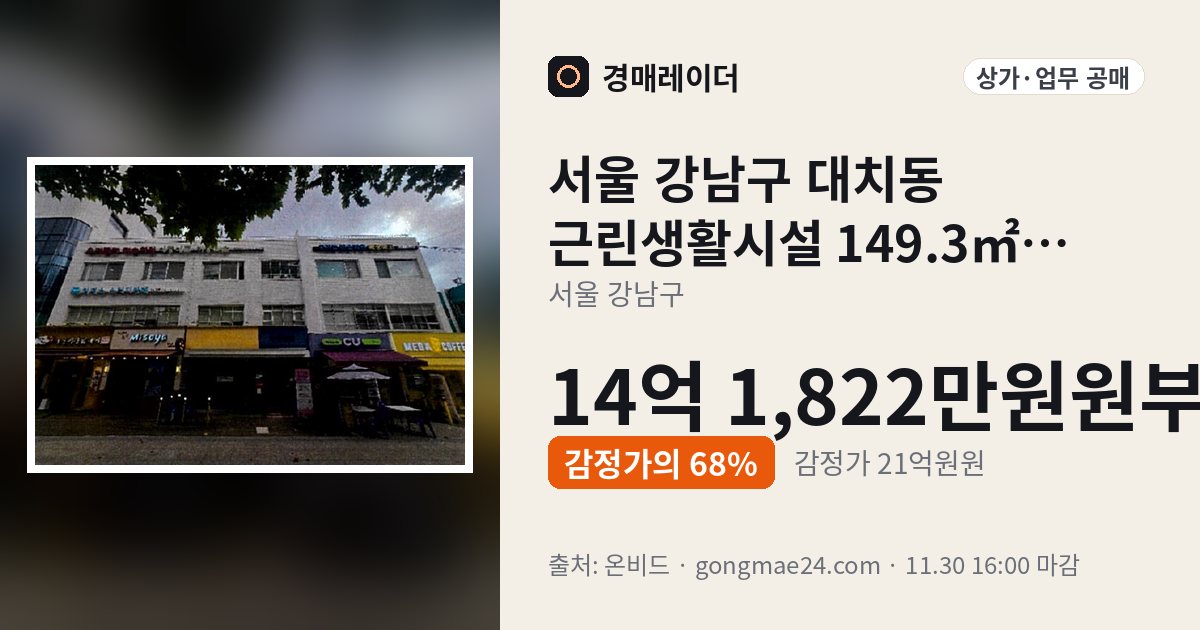 경매레이더
상가·업무 공매
서울 강남구 대치동
근린생활시설 149.3㎡…
서울 강남구
14억 1,822만원원부
감정가의 68%
감정가 21억원원
출처: 온비드 · gongmae24.com · 11.30 16:00 마감
Misoya
CU
MEGA COFFEE